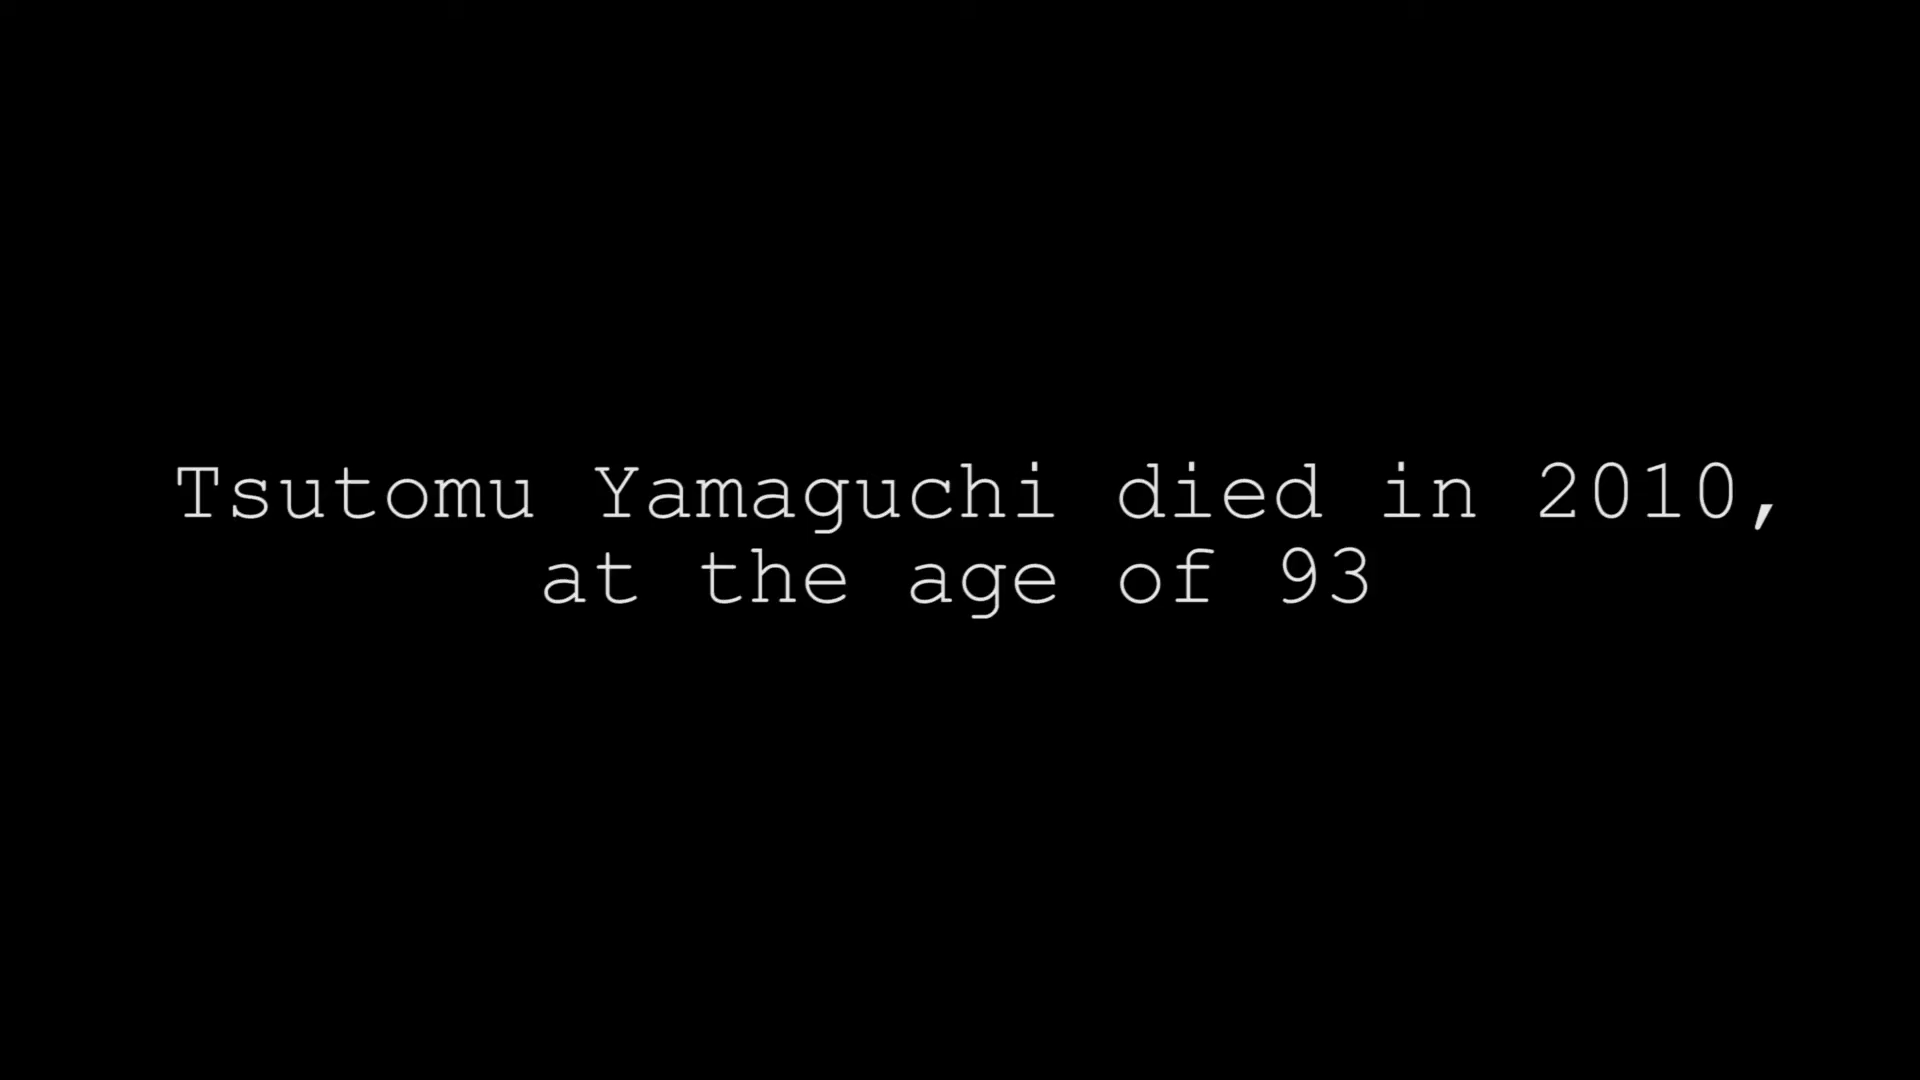 Tsutomu Yamaguchi died in 2010,
at the age of 93